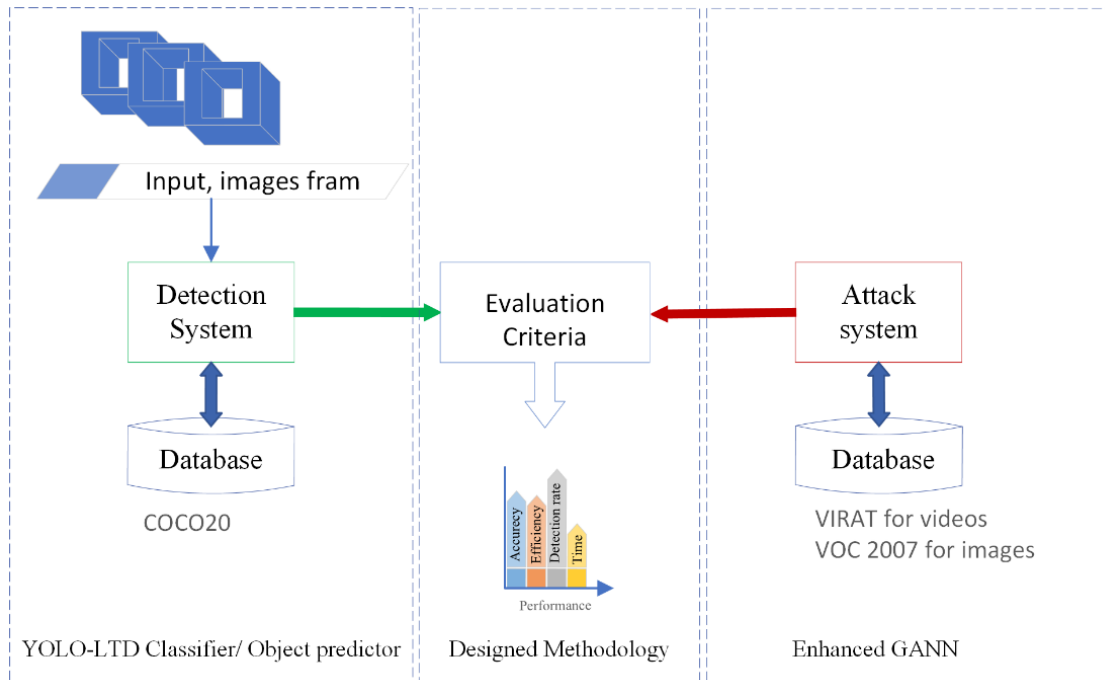 Input, images fram
Detection
System
Database
COCO20
YOLO-LTD Classifier/ Object predictor
Evaluation
Criteria
Accurecy
Efficiency
Detection rate
Time
Performance
Designed Methodology
Attack
system
Database
VIRAT for videos
VOC 2007 for images
Enhanced GANN